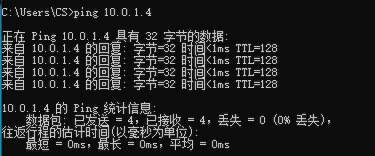 C:\Users\CS>ping 10.0.1.4
正在 Ping 10.0.1.4 具有 32 字节的数据:
来自 10.0.1.4 的回复: 字节=32 时间<1ms TTL=128
来自 10.0.1.4 的回复: 字节=32 时间<1ms TTL=128
来自 10.0.1.4 的回复: 字节=32 时间<1ms TTL=128
来自 10.0.1.4 的回复: 字节=32 时间<1ms TTL=128
10.0.1.4 的 Ping 统计信息:
数据包: 已发送 = 4，已接收 = 4，丢失 = 0 (0% 丢失)，
往返行程的估计时间(以毫秒为单位):
最短 = 0ms，最长 = 0ms，平均 = 0ms